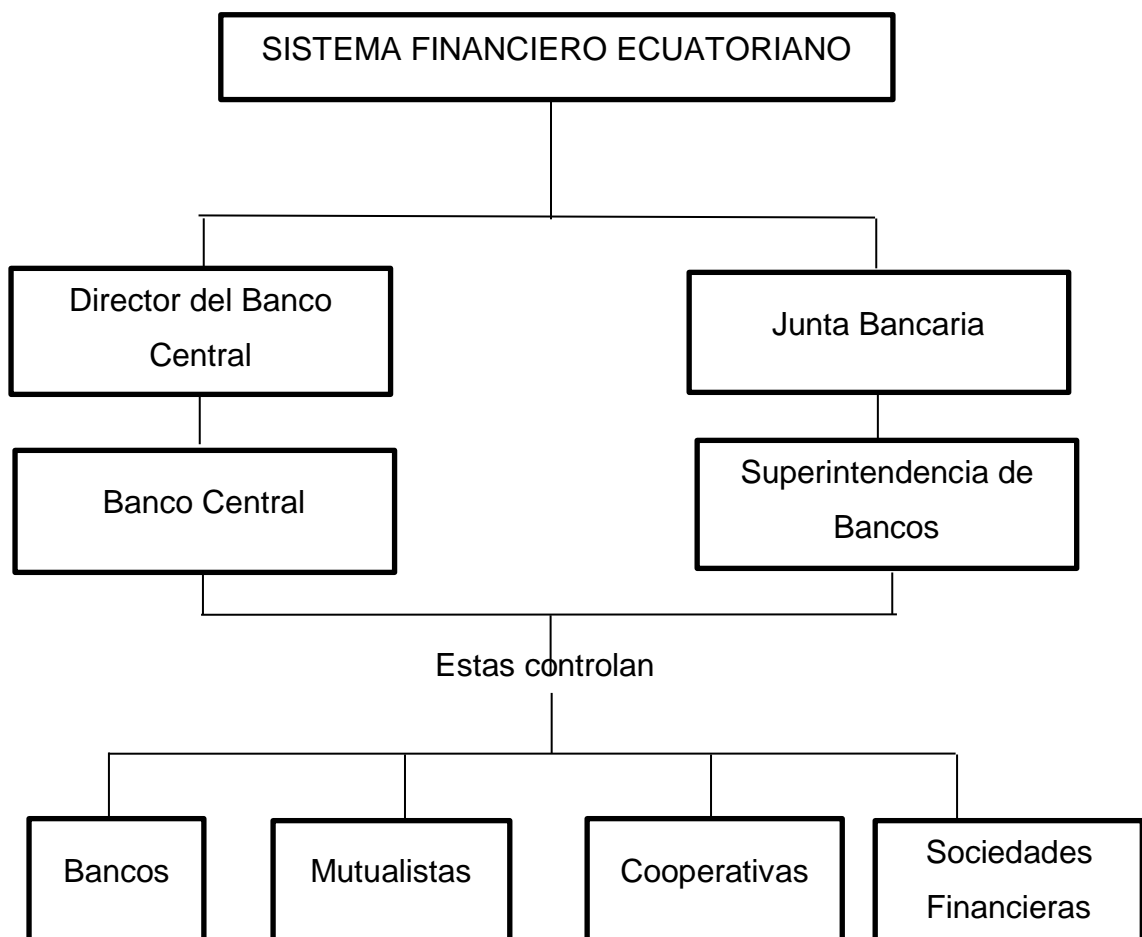 SISTEMA FINANCIERO ECUATORIANO
Director del Banco
Central
Junta Bancaria
Banco Central
Superintendencia de
Bancos
Estas controlan
Bancos
Mutualistas
Cooperativas
Sociedades
Financieras